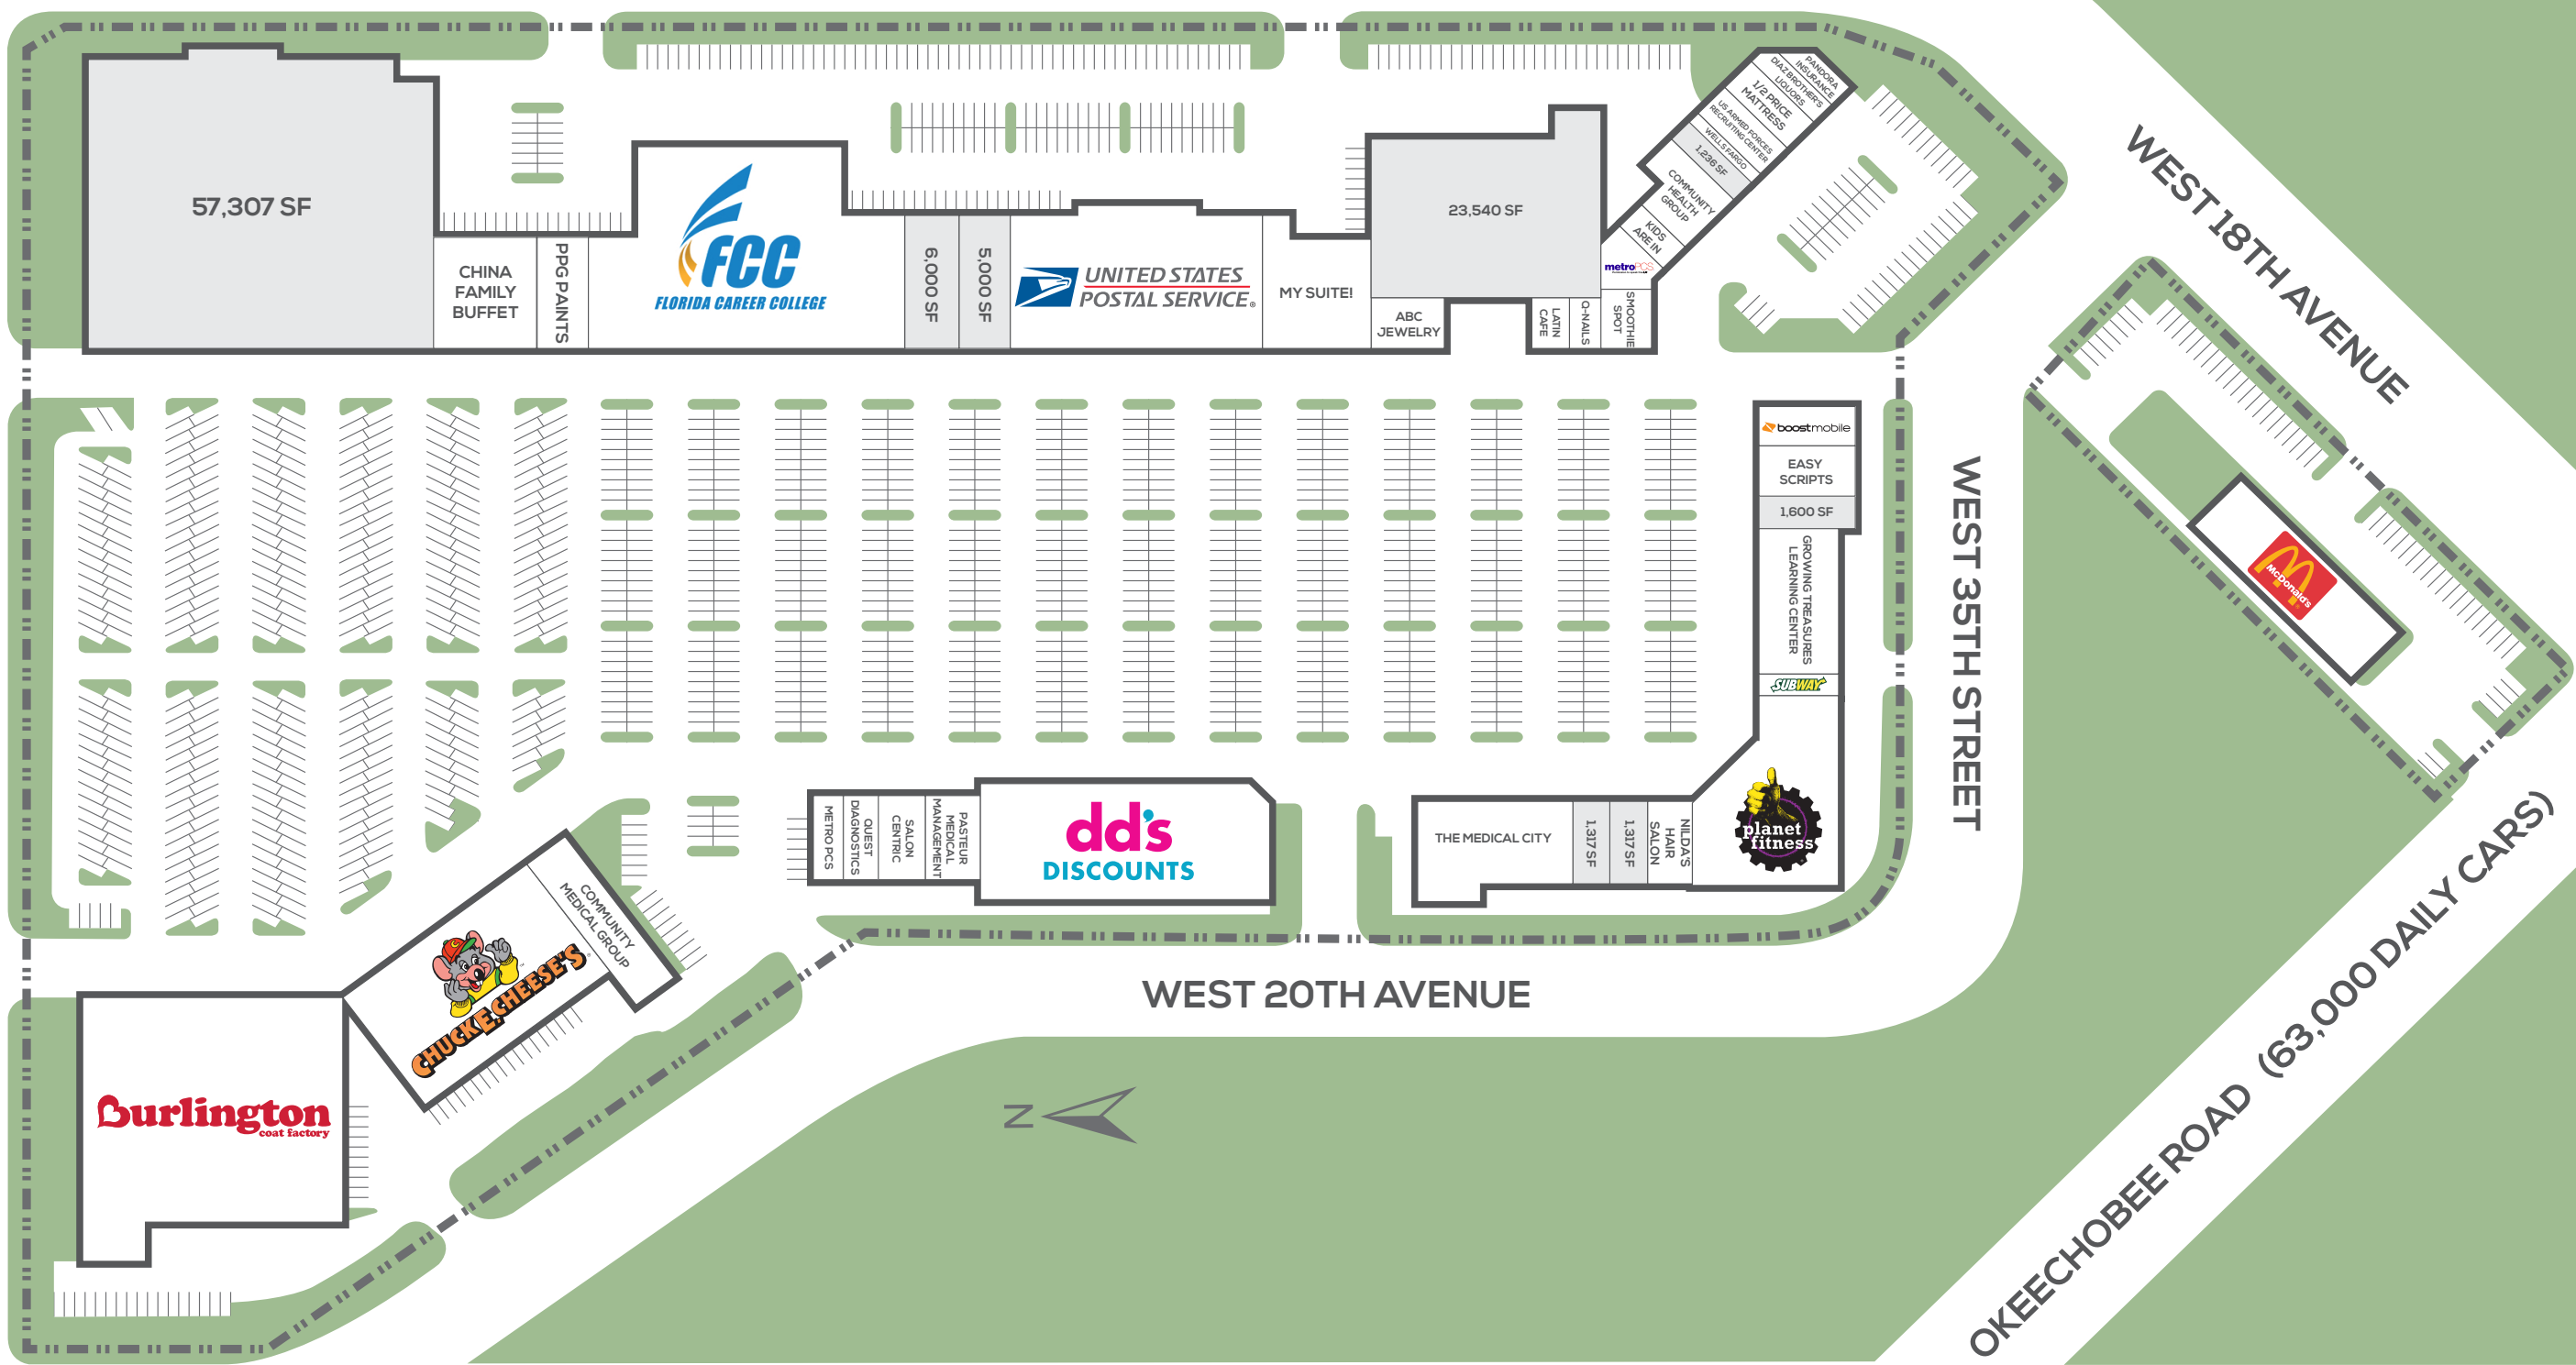 57,307 SF
CHINA
FAMILY
BUFFET
PPG PAINTS
FCC
FLORIDA CAREER COLLEGE
6,000 SF
5,000 SF
UNITED STATES
POSTAL SERVICE®
MY SUITE!
23,540 SF
ABC
JEWELRY
LATIN
CAFE
Q-NAILS
SMOOTHIE
SPOT
metroPCS
KIDS
ARE IN
COMMUNITY
HEALTH
GROUP
1,236 SF
WELLS FARGO
US ARMED FORCES
RECRUITING CENTER
1/2 PRICE
MATTRESS
DIAZ BROTHER'S
LIQUORS
PANDORA
INSURANCE
WEST 18TH AVENUE
boostmobile
EASY
SCRIPTS
1,600 SF
GROWING TREASURES
LEARNING CENTER
SUBWAY
planet
fitness
WEST 35TH STREET
McDonald's
METRO PCS
QUEST
DIAGNOSTICS
SALON
CENTRIC
PASTEUR
MEDICAL
MANAGEMENT
dd's
DISCOUNTS
THE MEDICAL CITY
1,317 SF
1,317 SF
NILDA'S
HAIR
SALON
COMMUNITY
MEDICAL GROUP
CHUCK E. CHEESE'S
Burlington
coat factory
WEST 20TH AVENUE
N
OKEECHOBEE ROAD (63,000 DAILY CARS)